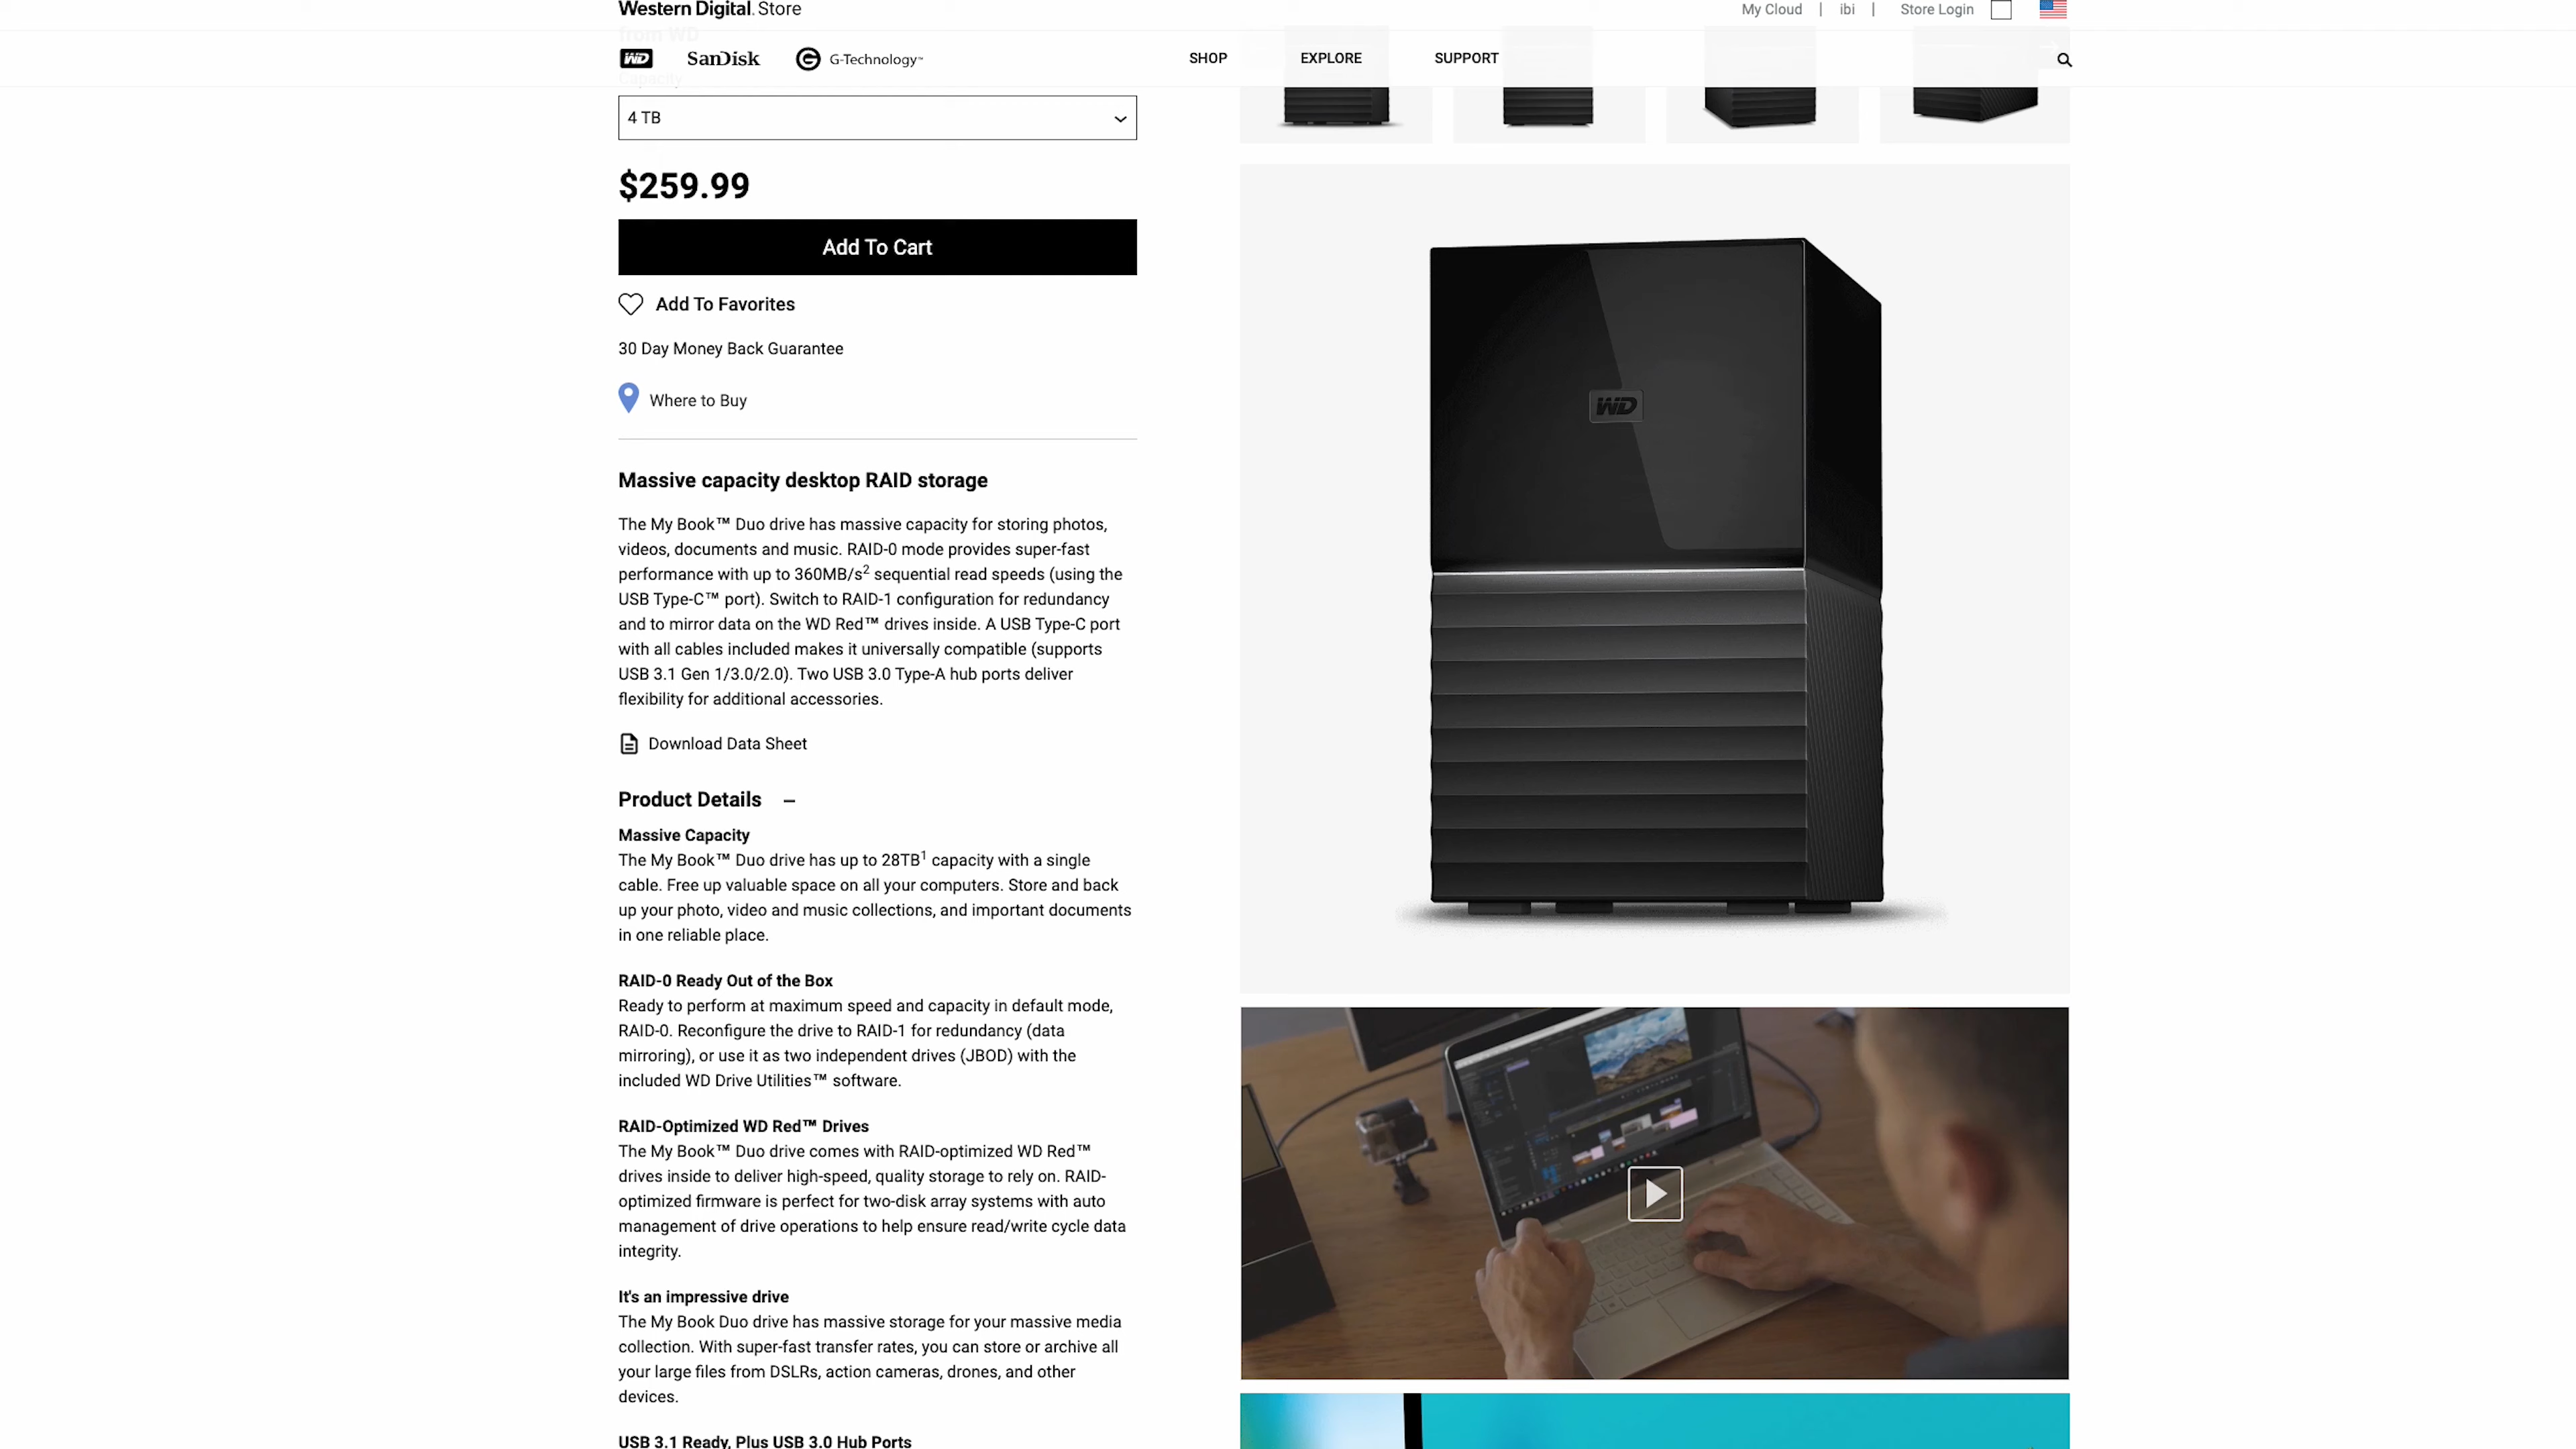 Western Digital. Store
My Cloud | ibi | Store Login
from WD
WD SanDisk G-Technology™
SHOP EXPLORE SUPPORT
Capacity
4 TB
$259.99
Add To Cart
Add To Favorites
30 Day Money Back Guarantee
Where to Buy
Massive capacity desktop RAID storage
The My Book™ Duo drive has massive capacity for storing photos,
videos, documents and music. RAID-0 mode provides super-fast
performance with up to 360MB/s2 sequential read speeds (using the
USB Type-C™ port). Switch to RAID-1 configuration for redundancy
and to mirror data on the WD Red™ drives inside. A USB Type-C port
with all cables included makes it universally compatible (supports
USB 3.1 Gen 1/3.0/2.0). Two USB 3.0 Type-A hub ports deliver
flexibility for additional accessories.
Download Data Sheet
Product Details –
Massive Capacity
The My Book™ Duo drive has up to 28TB1 capacity with a single
cable. Free up valuable space on all your computers. Store and back
up your photo, video and music collections, and important documents
in one reliable place.
RAID-0 Ready Out of the Box
Ready to perform at maximum speed and capacity in default mode,
RAID-0. Reconfigure the drive to RAID-1 for redundancy (data
mirroring), or use it as two independent drives (JBOD) with the
included WD Drive Utilities™ software.
RAID-Optimized WD Red™ Drives
The My Book™ Duo drive comes with RAID-optimized WD Red™
drives inside to deliver high-speed, quality storage to rely on. RAID-
optimized firmware is perfect for two-disk array systems with auto
management of drive operations to help ensure read/write cycle data
integrity.
It's an impressive drive
The My Book Duo drive has massive storage for your massive media
collection. With super-fast transfer rates, you can store or archive all
your large files from DSLRs, action cameras, drones, and other
devices.
USB 3.1 Ready, Plus USB 3.0 Hub Ports
WD